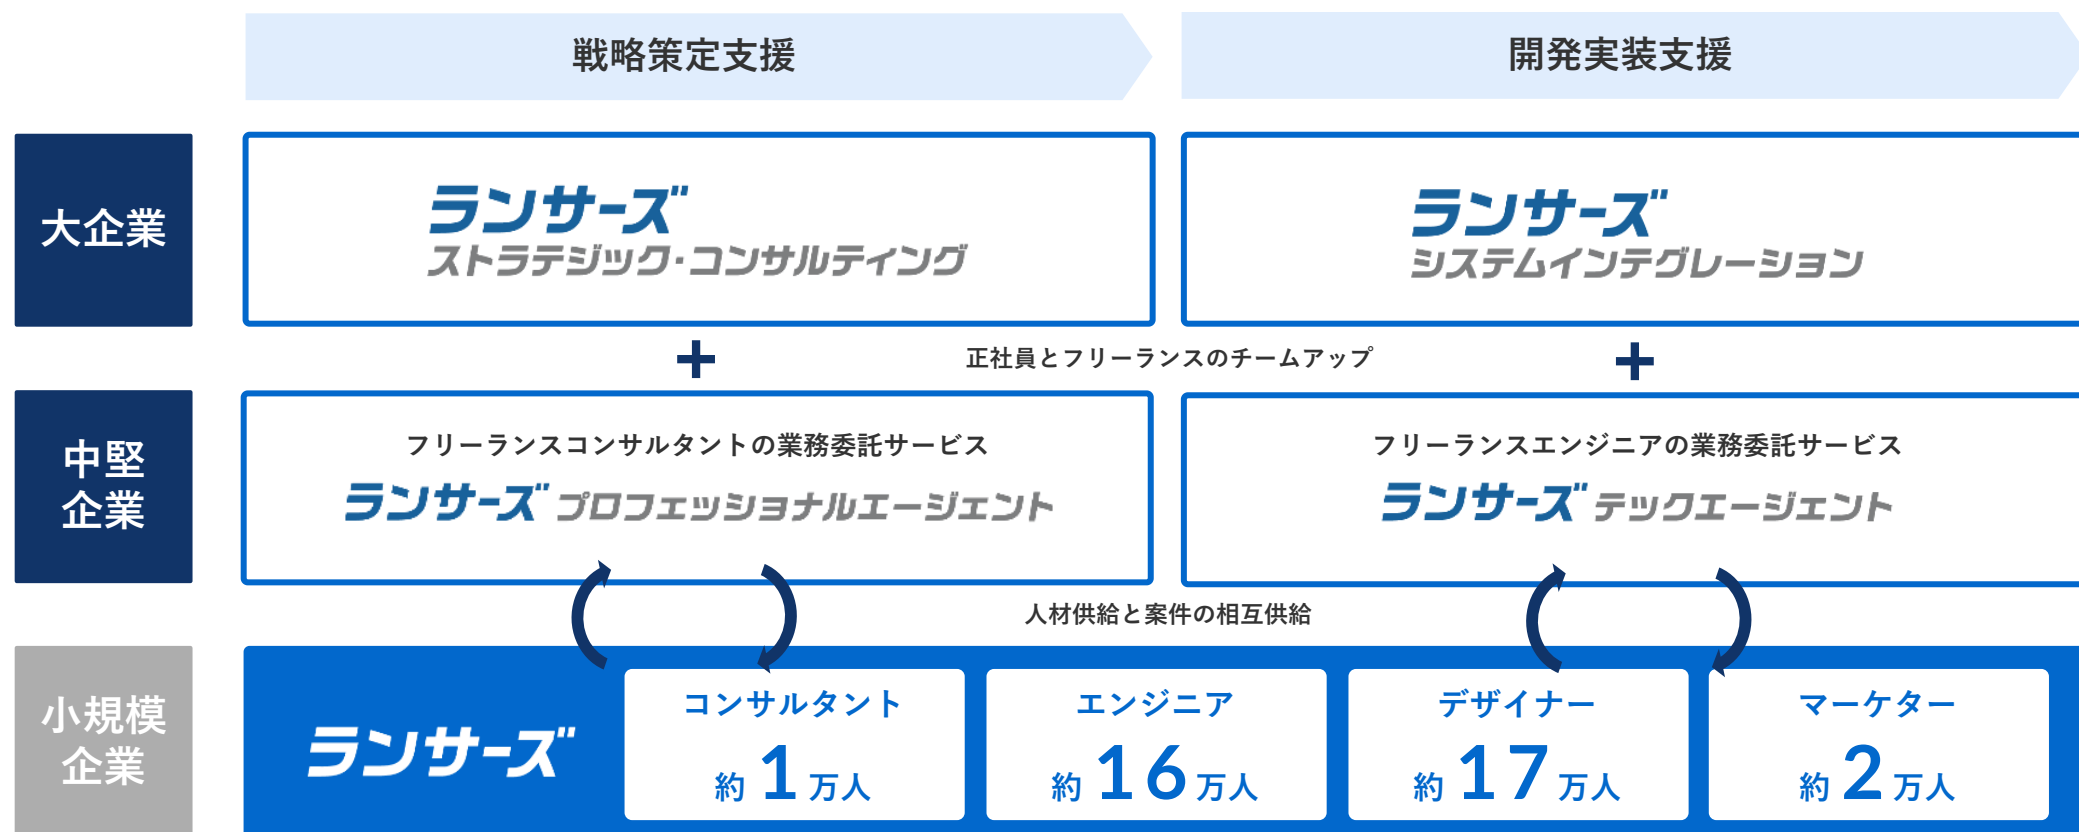 戦略策定支援
開発実装支援
大企業
ランサーズ
ストラテジック・コンサルティング
ランサーズ
システムインテグレーション
+
正社員とフリーランスのチームアップ
+
中堅
企業
フリーランスコンサルタントの業務委託サービス
ランサーズ プロフェッショナルエージェント
フリーランスエンジニアの業務委託サービス
ランサーズ テックエージェント
人材供給と案件の相互供給
小規模
企業
ランサーズ
コンサルタント
約 1 万人
エンジニア
約 16 万人
デザイナー
約 17 万人
マーケター
約 2 万人